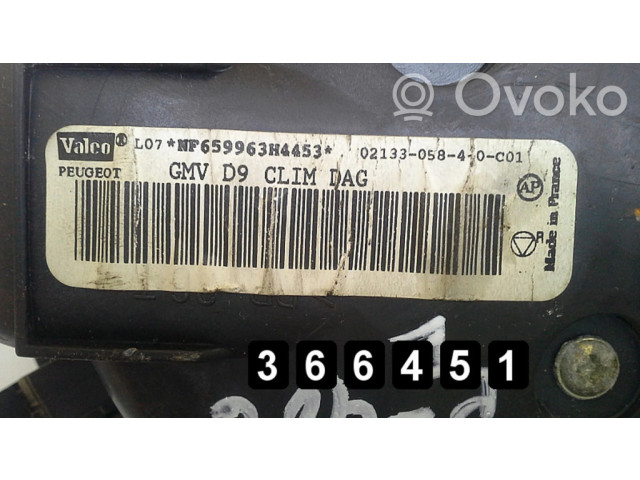 Ovoko
Valeo® L07 *NF659963H4453* 02133-058-4-0-C01
PEUGEOT GMV D9 CLIM DAG
AP
R
Made in France
366451